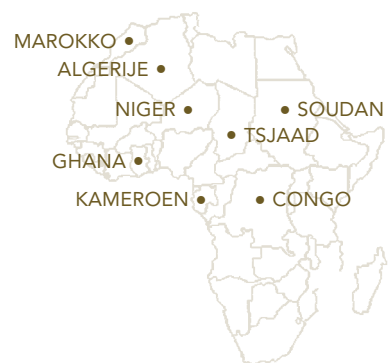 MAROKKO
ALGERIJE
NIGER
SOUDAN
TSJAAD
GHANA
KAMEROEN
CONGO